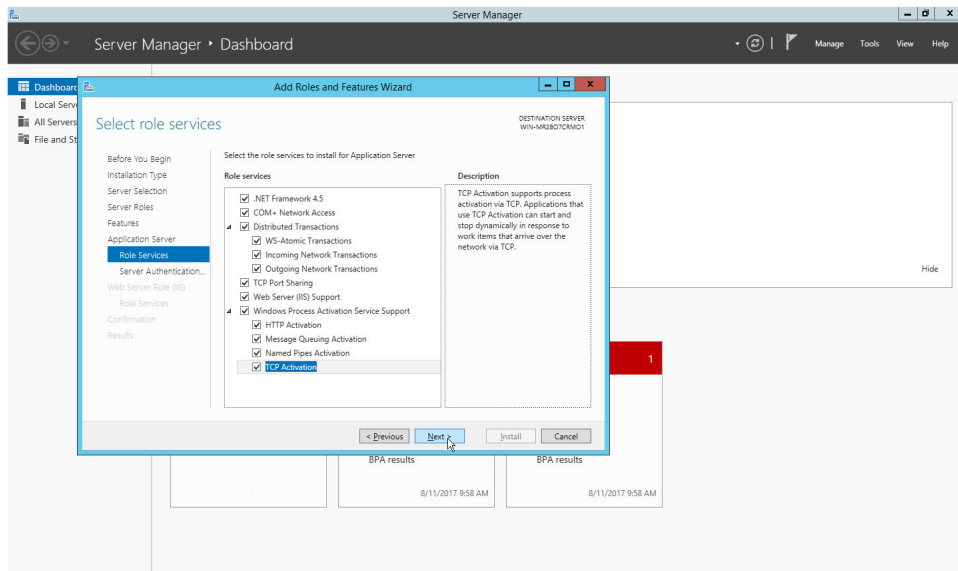 Server Manager
Server Manager ‣ Dashboard
Manage Tools View Help
Dashboard
Local Serv
All Servers
File and St
Add Roles and Features Wizard
Select role services
DESTINATION SERVER
WIN-MR2BO7CRMO1
Before You Begin
Installation Type
Server Selection
Server Roles
Features
Application Server
Role Services
Server Authentication...
Web Server Role (IIS)
Role Services
Confirmation
Results
Select the role services to install for Application Server
Role services
.NET Framework 4.5
COM+ Network Access
Distributed Transactions
WS-Atomic Transactions
Incoming Network Transactions
Outgoing Network Transactions
TCP Port Sharing
Web Server (IIS) Support
Windows Process Activation Service Support
HTTP Activation
Message Queuing Activation
Named Pipes Activation
TCP Activation
Description
TCP Activation supports process
activation via TCP. Applications that
use TCP Activation can start and
stop dynamically in response to
work items that arrive over the
network via TCP.
< Previous Next > Install Cancel
Hide
1
BPA results
8/11/2017 9:58 AM
BPA results
8/11/2017 9:58 AM